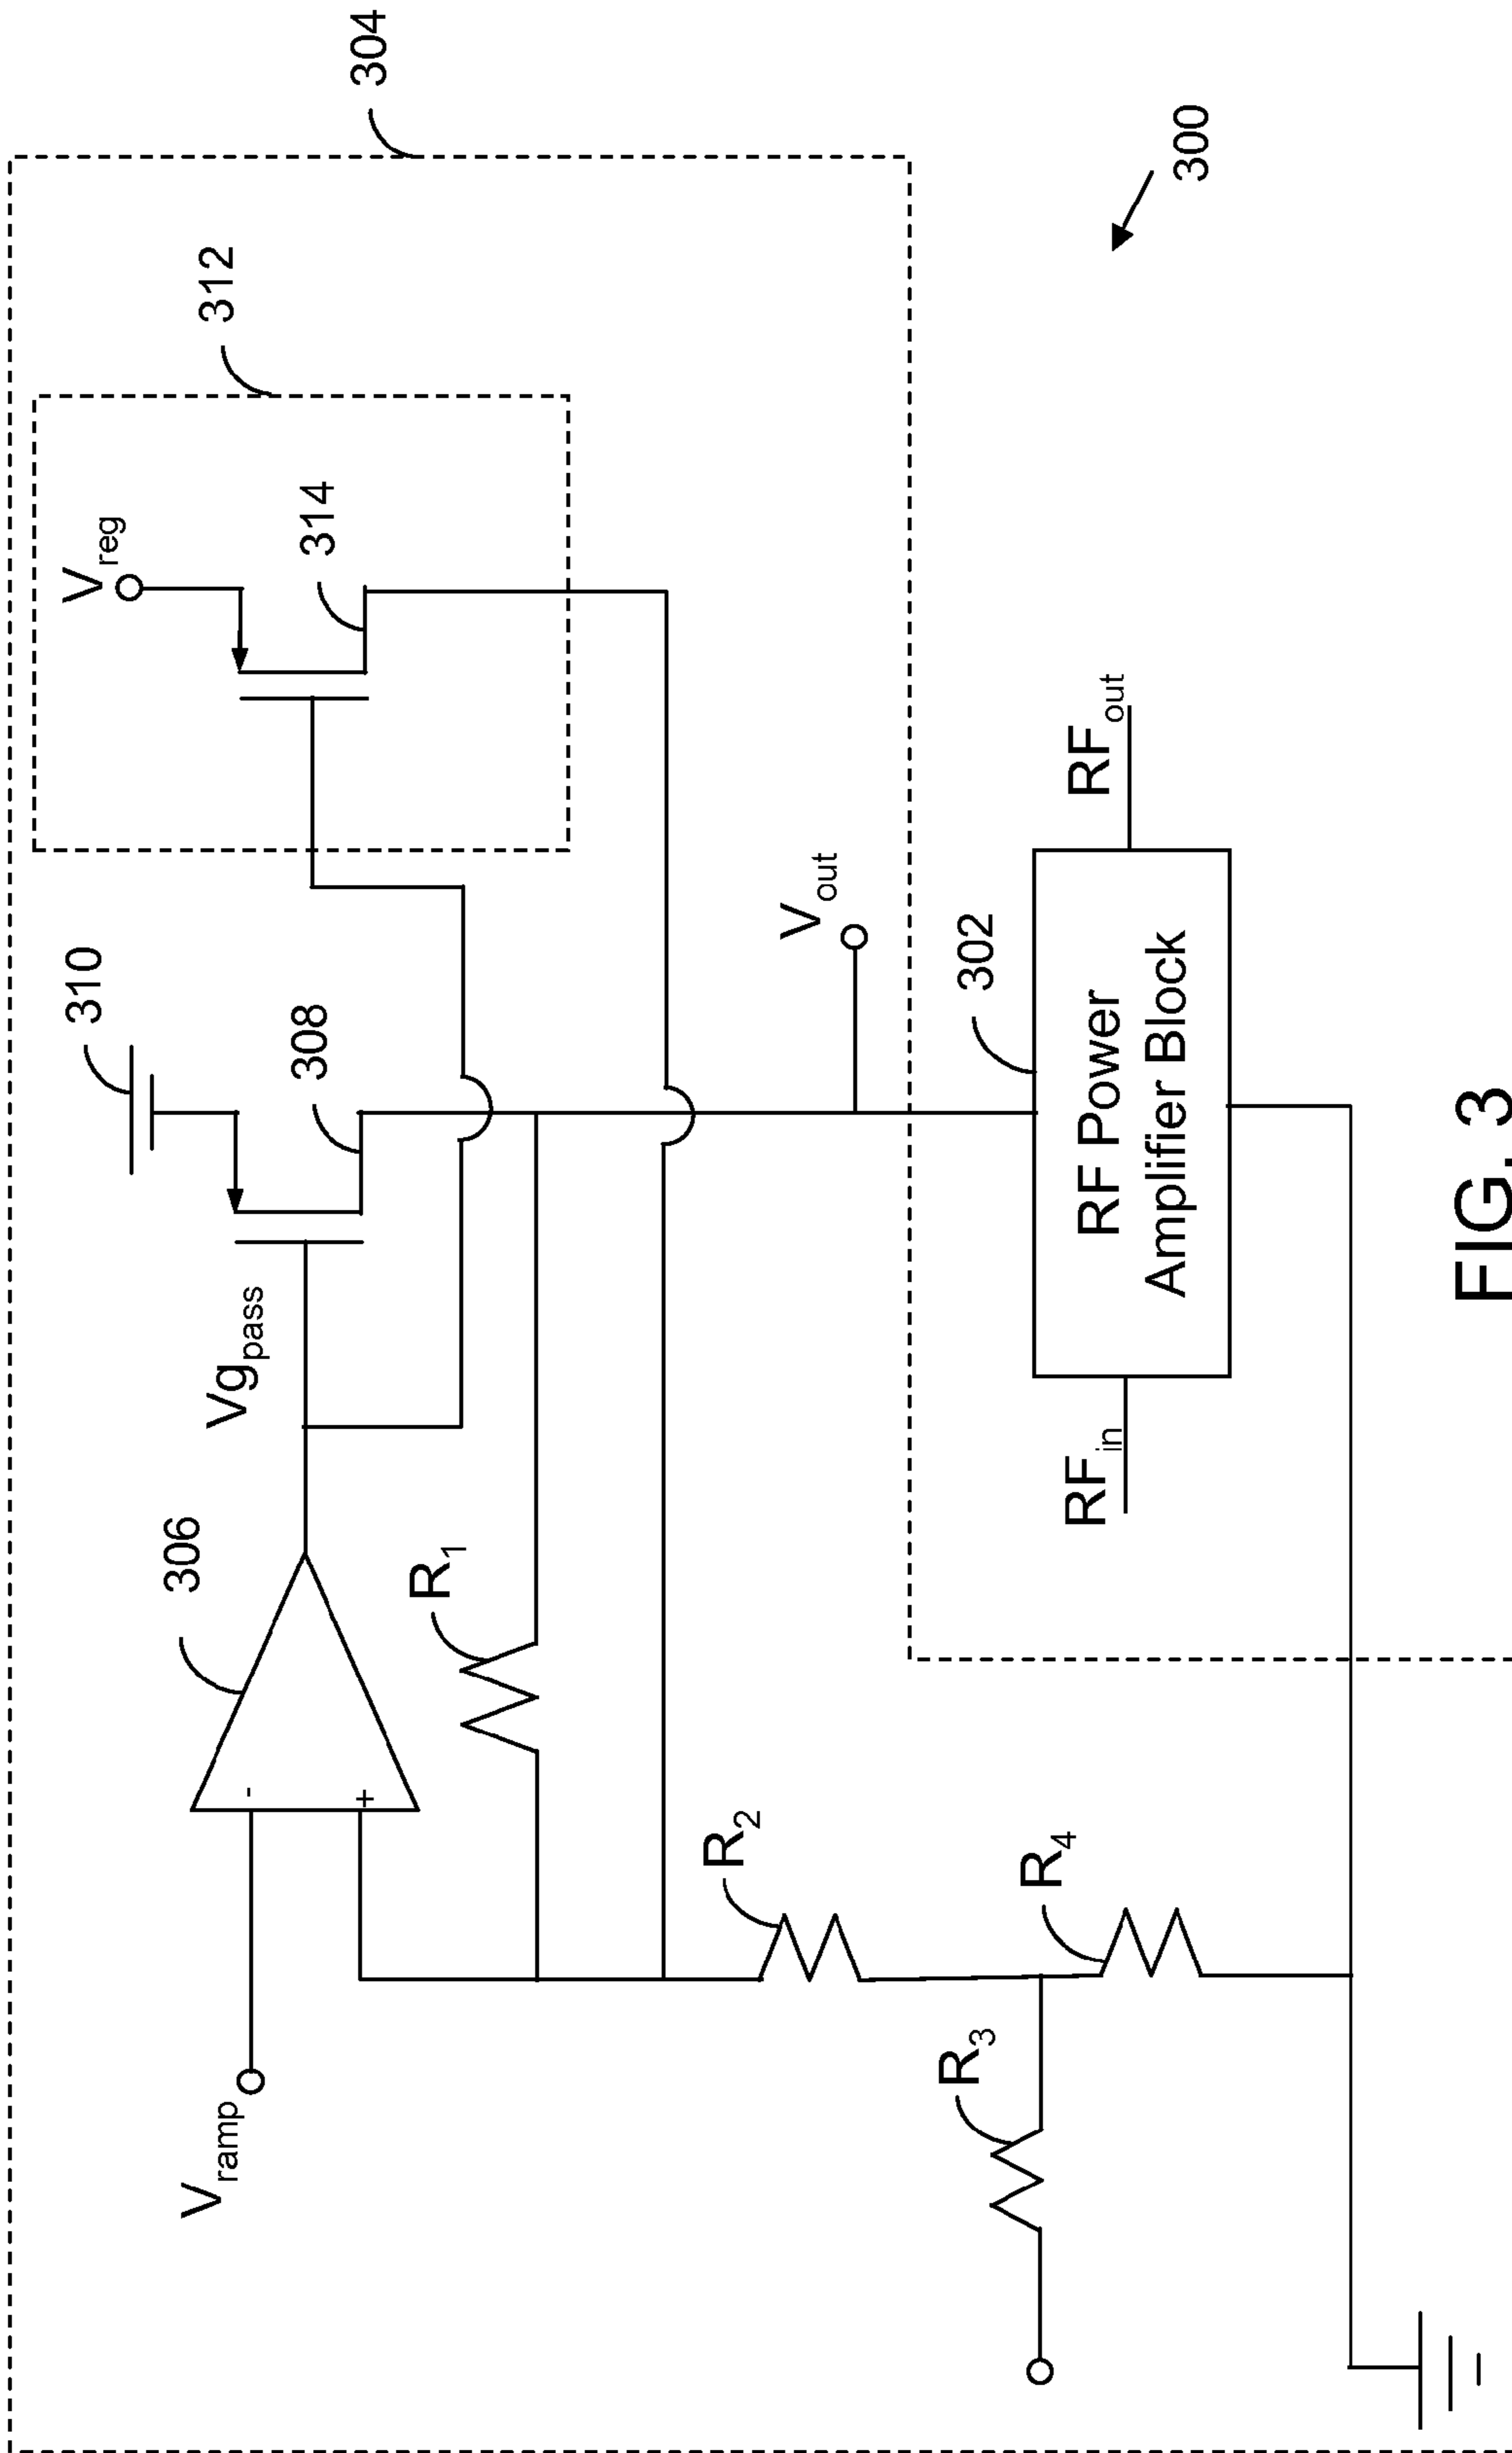 304
312
310
V_reg
314
308
Vg_pass
306
-
+
V_ramp
R_1
V_out
R_2
300
302
RF Power
Amplifier Block
RF_in
RF_out
R_3
R_4
FIG. 3